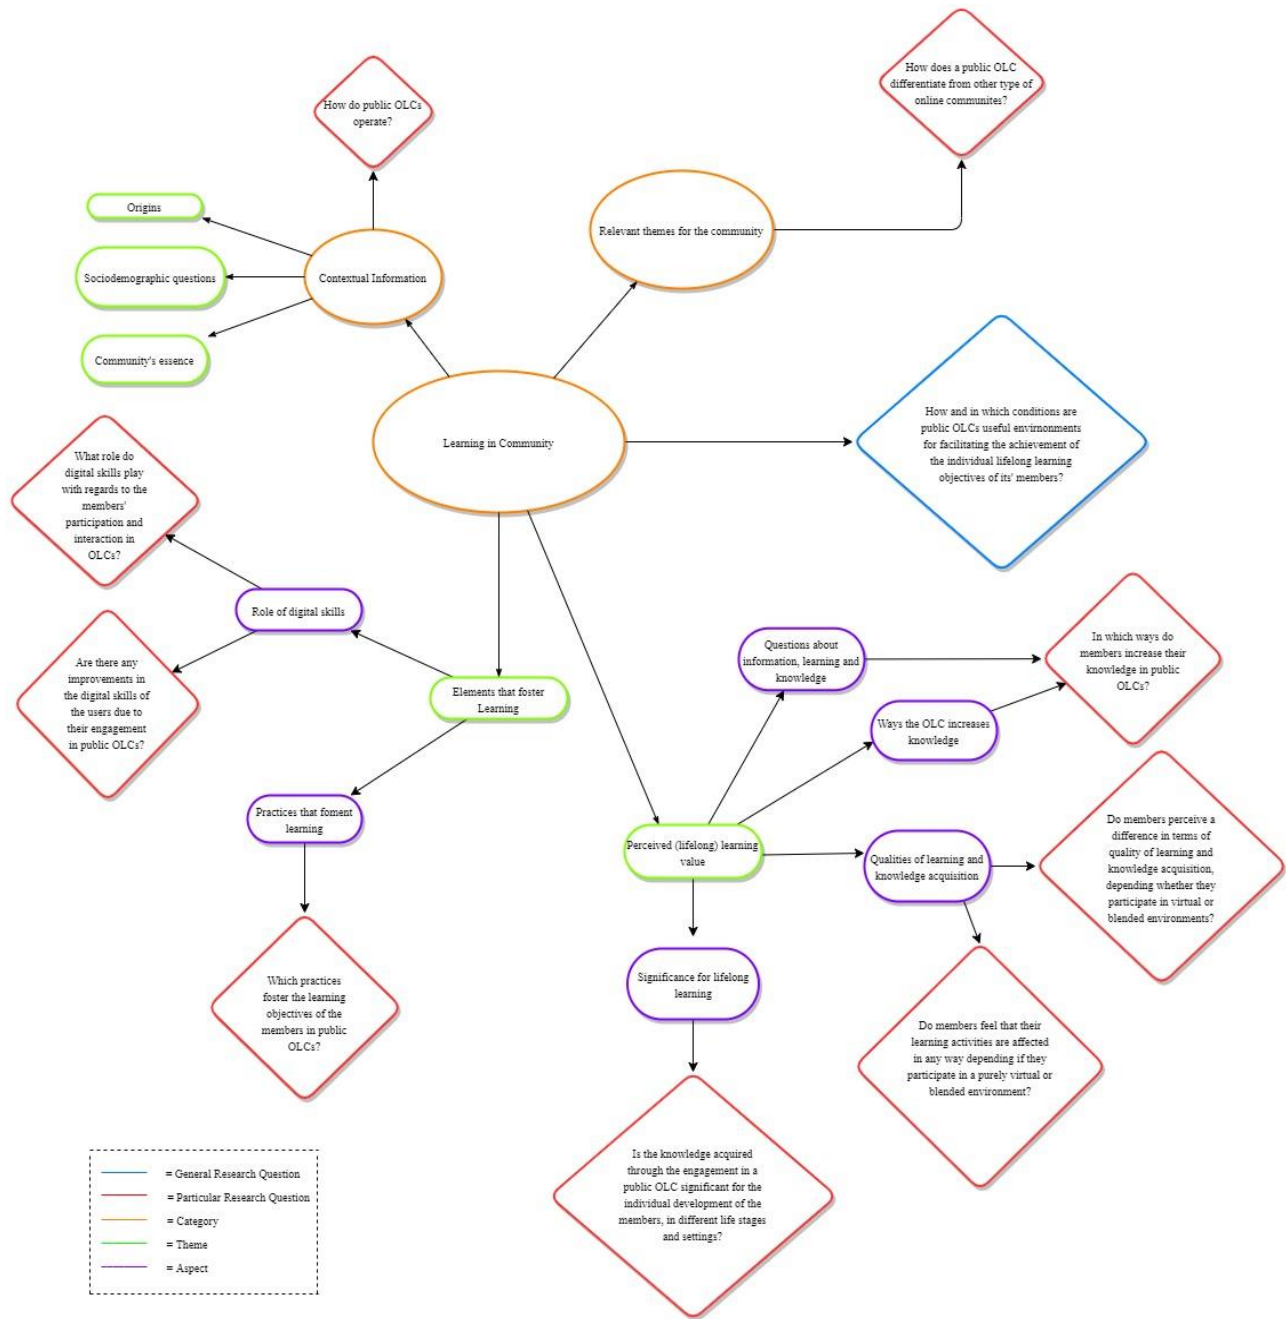 How does a public OLC
differentiate from other type of
online communites?
How do public OLCs
operate?
Origins
Relevant themes for the community
Sociodemographic questions
Contextual Information
Community's essence
How and in which conditions are
public OLCs useful envirnonments
for facilitating the achievement of
the individual lifelong learning
objectives of its' members?
Learning in Community
What role do
digital skills play
with regards to the
members'
participation and
interaction in
OLCs?
Role of digital skills
Are there any
improvements in
the digital skills of
the users due to
their engagement
in public OLCs?
Elements that foster
Learning
Questions about
information, learning and
knowledge
In which ways do
members increase their
knowledge in public
OLCs?
Ways the OLC increases
knowledge
Practices that foment
learning
Perceived (lifelong) learning
value
Qualities of learning and
knowledge acquisition
Do members perceive a
difference in terms of
quality of learning and
knowledge acquisition,
depending whether they
participate in virtual or
blended environments?
Which practices
foster the learning
objectives of the
members in public
OLCs?
Significance for lifelong
learning
Do members feel that their
learning activities are affected
in any way depending if they
participate in a purely virtual or
blended environment?
Is the knowledge acquired
through the engagement in a
public OLC significant for the
individual development of the
members, in different life stages
and settings?
= General Research Question
= Particular Research Question
= Category
= Theme
= Aspect